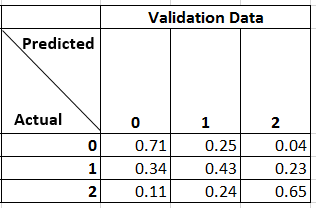 Validation Data
Predicted
Actual 0 1 2
0 0.71 0.25 0.04
1 0.34 0.43 0.23
2 0.11 0.24 0.65